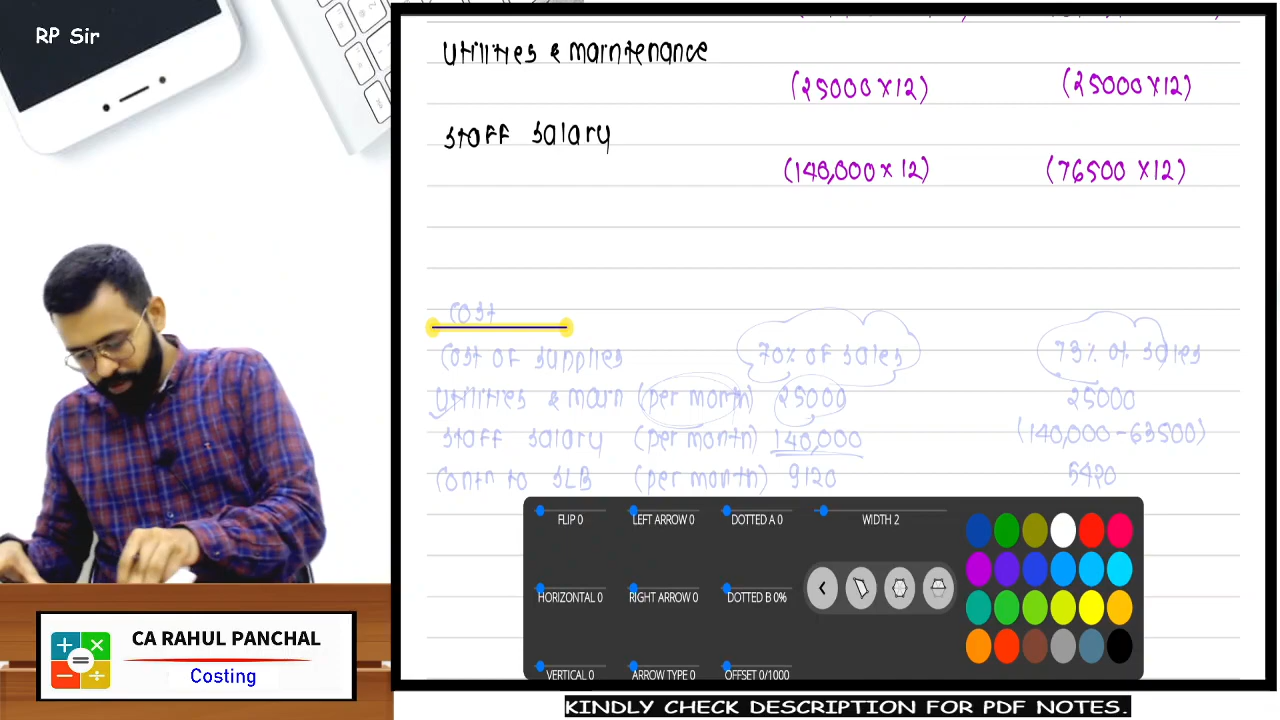 RP Sir
Utilities & maintenance
(25000 X 12) (25000 X 12)
Staff Salary
(140,000 X 12) (76500 X 12)
Cost
Cost of supplies 70% of sales 73% of sales
Utilities & main (per month) 25000 25000
Staff salary (per month) 140,000 (140,000 - 63500)
Contn to SLB (per month) 9120 5420
FLIP 0 LEFT ARROW 0 DOTTED A 0 WIDTH 2
HORIZONTAL 0 RIGHT ARROW 0 DOTTED B 0%
VERTICAL 0 ARROW TYPE 0 OFFSET 0/1000
CA RAHUL PANCHAL
Costing
KINDLY CHECK DESCRIPTION FOR PDF NOTES.